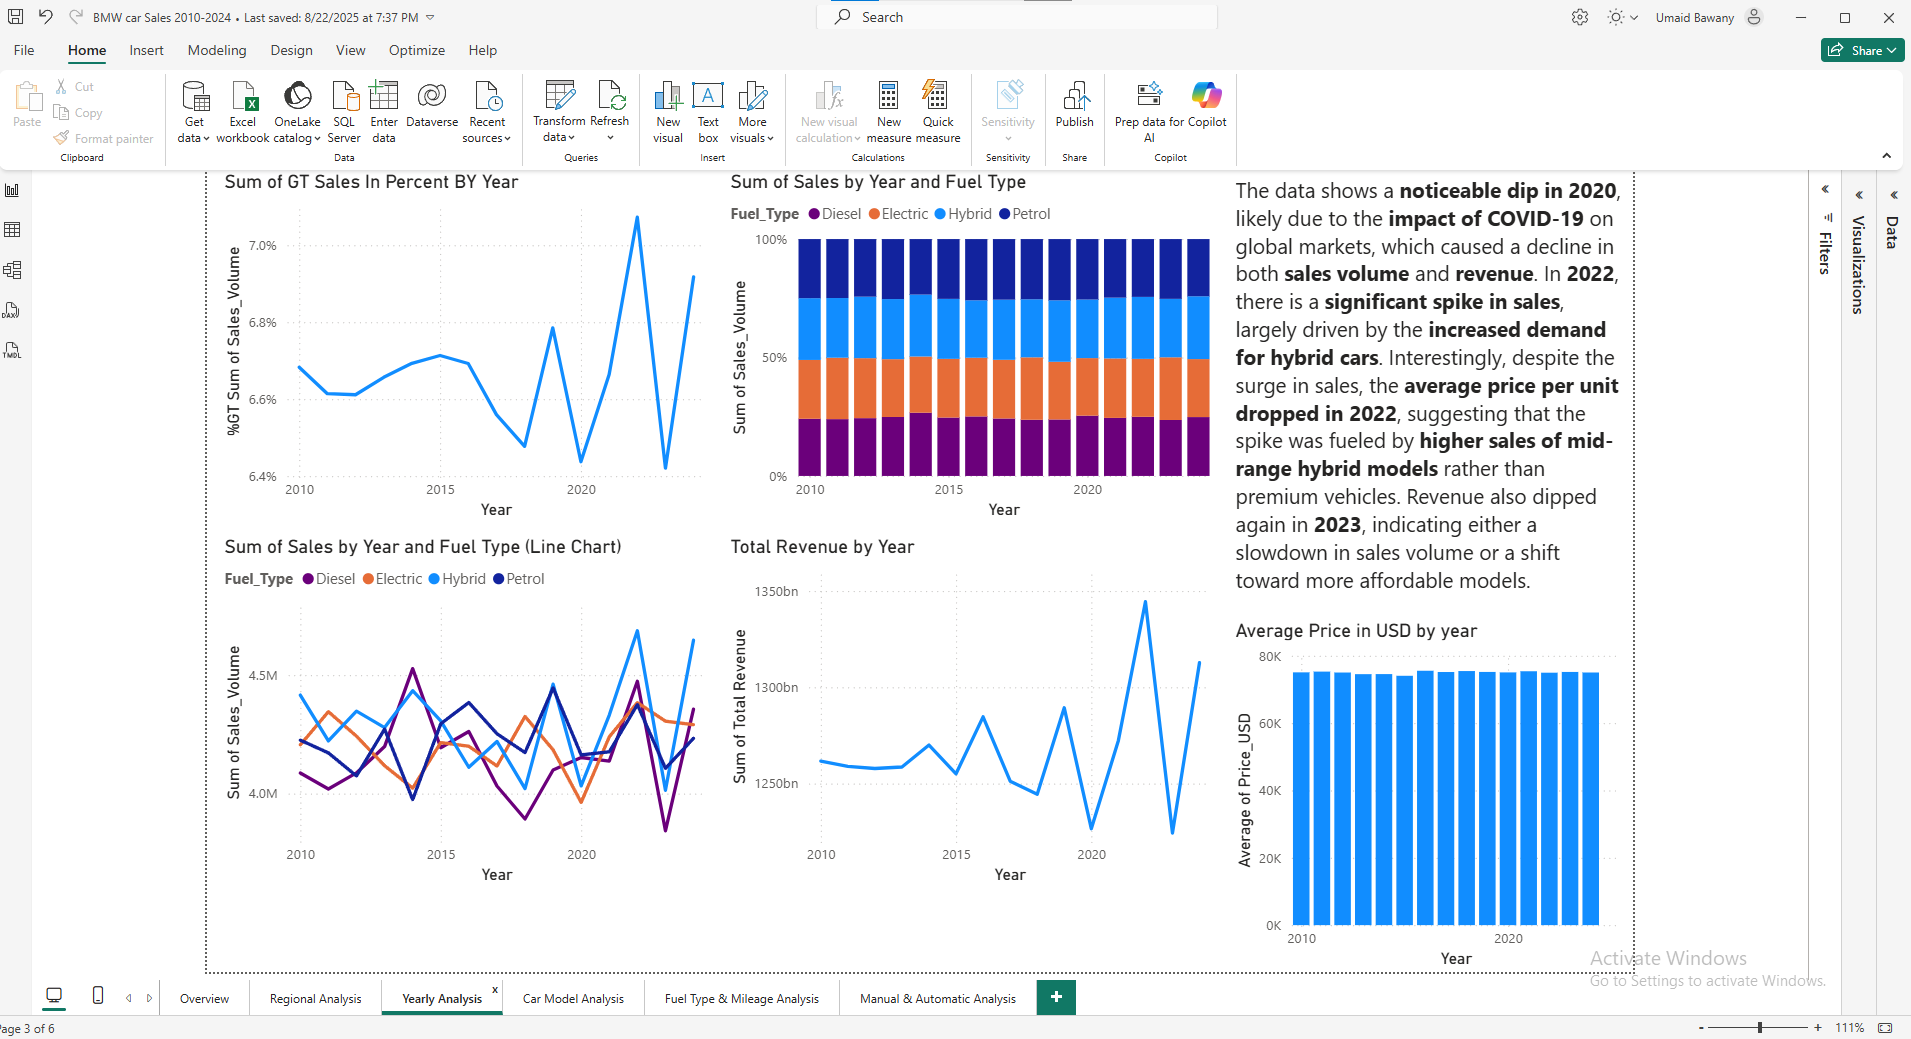 BMW car Sales 2010-2024 • Last saved: 8/22/2025 at 7:37 PM
Search
Umaid Bawany
File
Home
Insert
Modeling
Design
View
Optimize
Help
Share
Paste
Cut
Copy
Format painter
Clipboard
Get data
Excel workbook
OneLake catalog
SQL Server
Enter data
Dataverse
Recent sources
Data
Transform data
Refresh
Queries
New visual
Text box
More visuals
Insert
New visual calculation
New measure
Quick measure
Calculations
Sensitivity
Sensitivity
Publish
Share
Prep data for AI
Copilot
Copilot
DAX
TMDL
Sum of GT Sales In Percent BY Year
%GT Sum of Sales_Volume
7.0%
6.8%
6.6%
6.4%
2010
2015
2020
Year
Sum of Sales by Year and Fuel Type
Fuel_Type Diesel Electric Hybrid Petrol
Sum of Sales_Volume
100%
50%
0%
2010
2015
2020
Year
The data shows a noticeable dip in 2020,
likely due to the impact of COVID-19 on
global markets, which caused a decline in
both sales volume and revenue. In 2022,
there is a significant spike in sales,
largely driven by the increased demand
for hybrid cars. Interestingly, despite the
surge in sales, the average price per unit
dropped in 2022, suggesting that the
spike was fueled by higher sales of mid-
range hybrid models rather than
premium vehicles. Revenue also dipped
again in 2023, indicating either a
slowdown in sales volume or a shift
toward more affordable models.
Sum of Sales by Year and Fuel Type (Line Chart)
Fuel_Type Diesel Electric Hybrid Petrol
Sum of Sales_Volume
4.5M
4.0M
2010
2015
2020
Year
Total Revenue by Year
Sum of Total Revenue
1350bn
1300bn
1250bn
2010
2015
2020
Year
Average Price in USD by year
Average of Price_USD
80K
60K
40K
20K
0K
2010
2020
Year
Filters
Visualizations
Data
Activate Windows
Go to Settings to activate Windows.
Overview
Regional Analysis
Yearly Analysis
x
Car Model Analysis
Fuel Type & Mileage Analysis
Manual & Automatic Analysis
+
Page 3 of 6
- + 111%